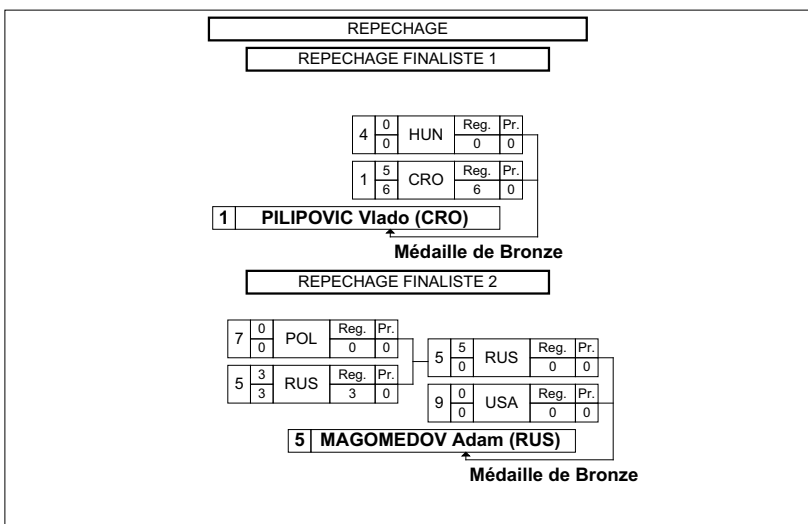 REPECHAGE
REPECHAGE FINALISTE 1
4 0 HUN Reg. Pr.
0 0 0
1 5 CRO Reg. Pr.
6 6 0
1 PILIPOVIC Vlado (CRO)
Médaille de Bronze
REPECHAGE FINALISTE 2
7 0 POL Reg. Pr.
0 0 0
5 3 RUS Reg. Pr.
3 3 0
5 5 RUS Reg. Pr.
0 0 0
9 0 USA Reg. Pr.
0 0 0
5 MAGOMEDOV Adam (RUS)
Médaille de Bronze